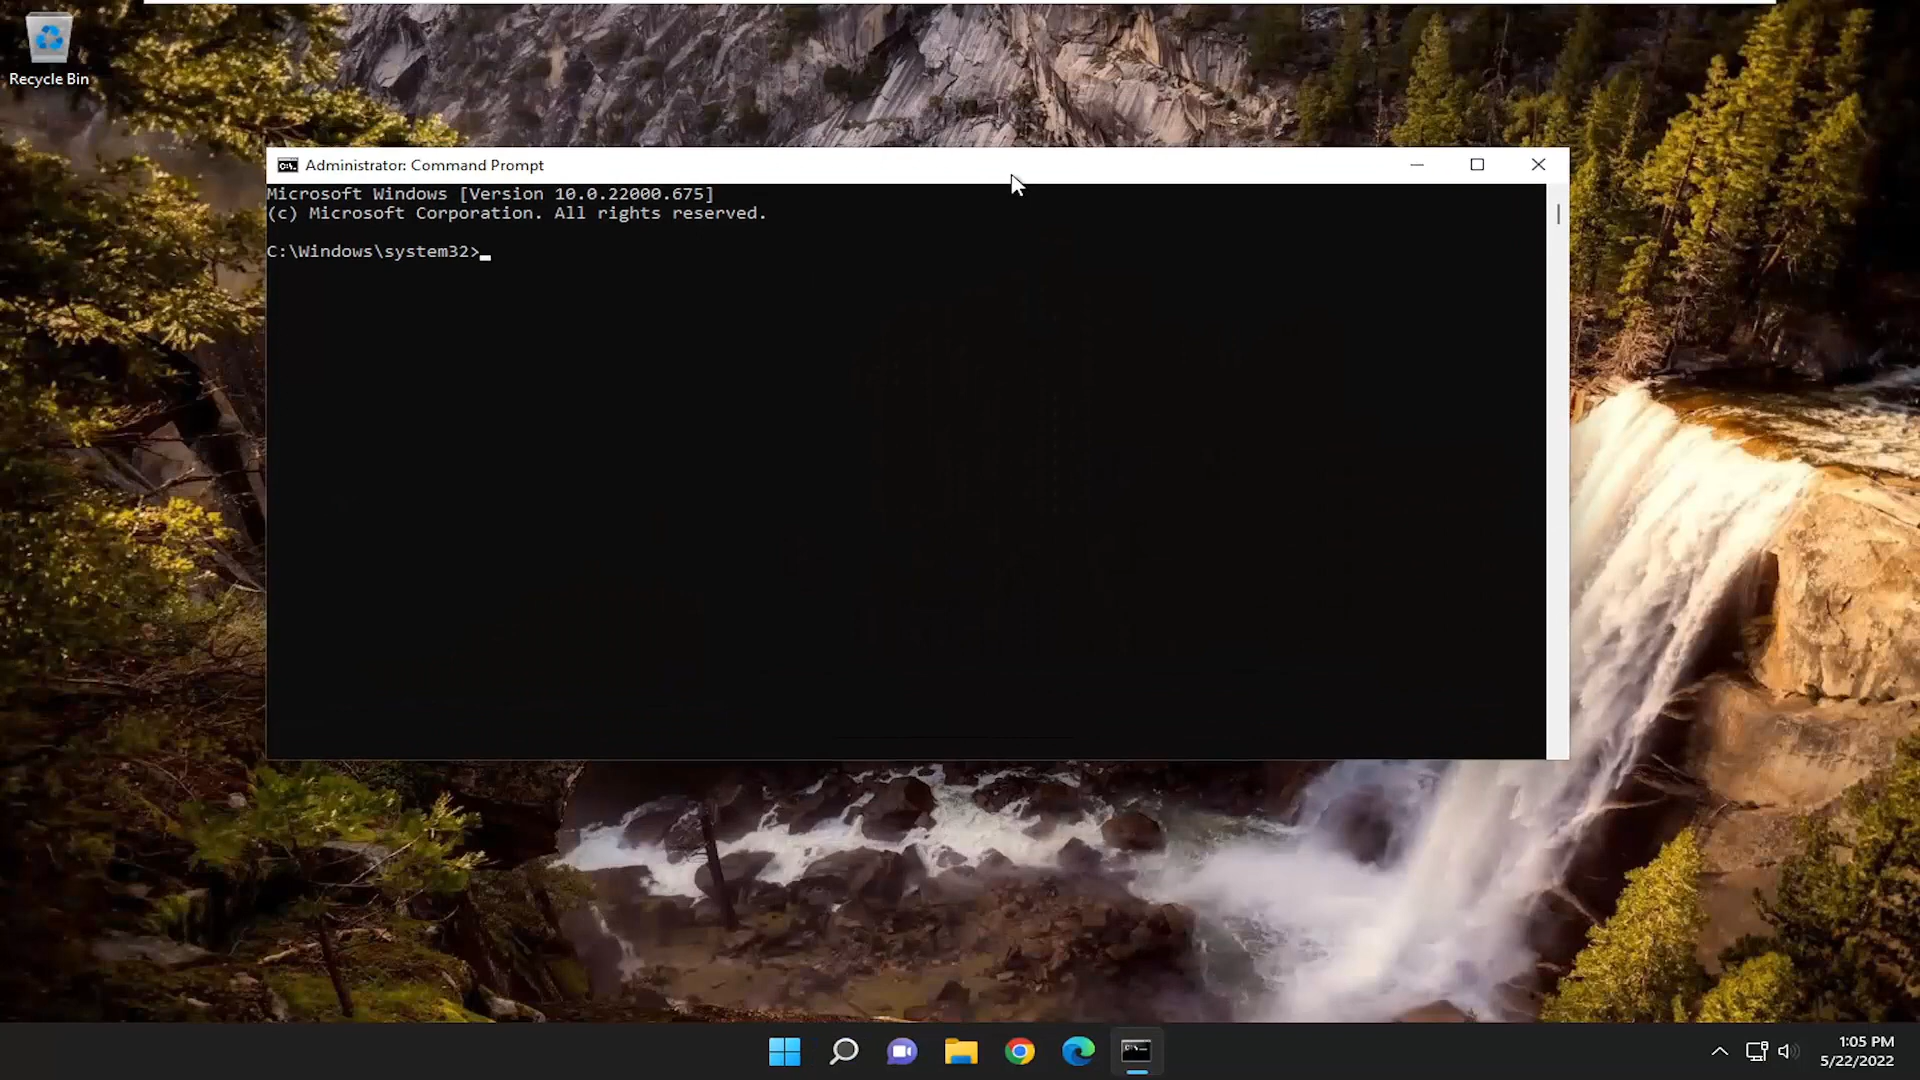 Recycle Bin
Administrator: Command Prompt
Microsoft Windows [Version 10.0.22000.675]
(c) Microsoft Corporation. All rights reserved.
C:\Windows\system32>
1:05 PM
5/22/2022